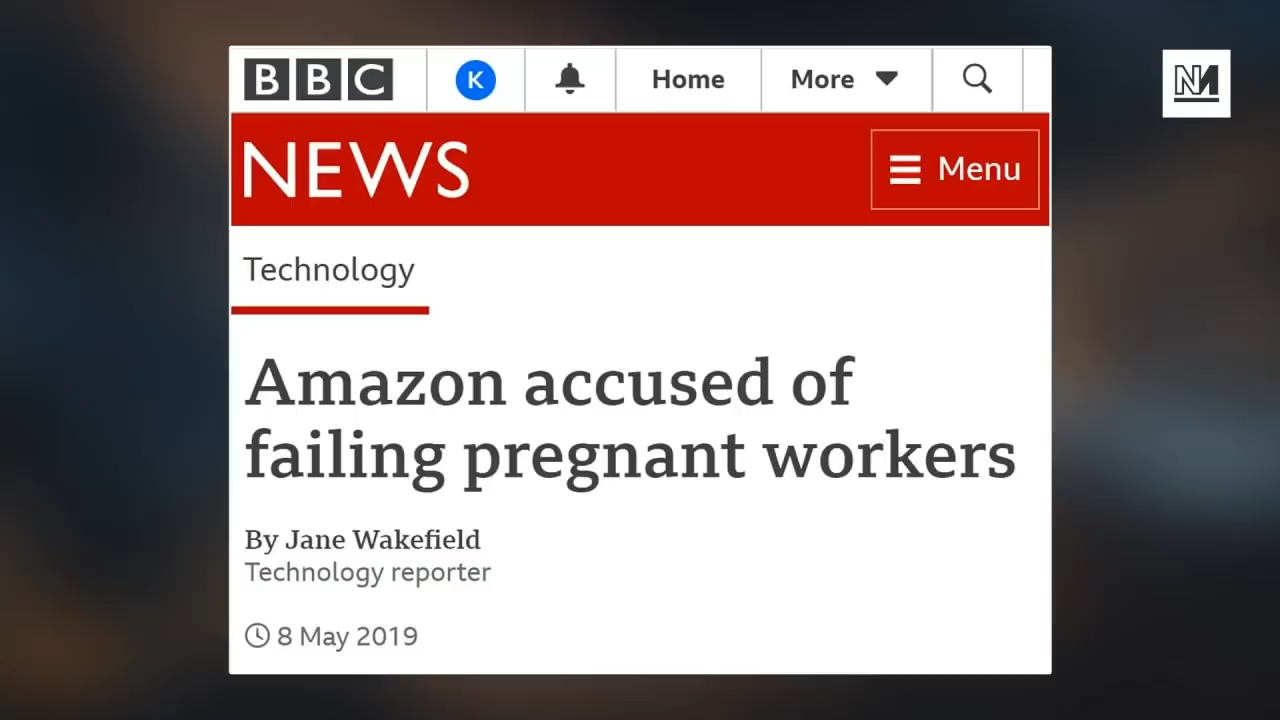 BBC
K
Home
More
NM
NEWS
Menu
Technology
Amazon accused of
failing pregnant workers
By Jane Wakefield
Technology reporter
8 May 2019